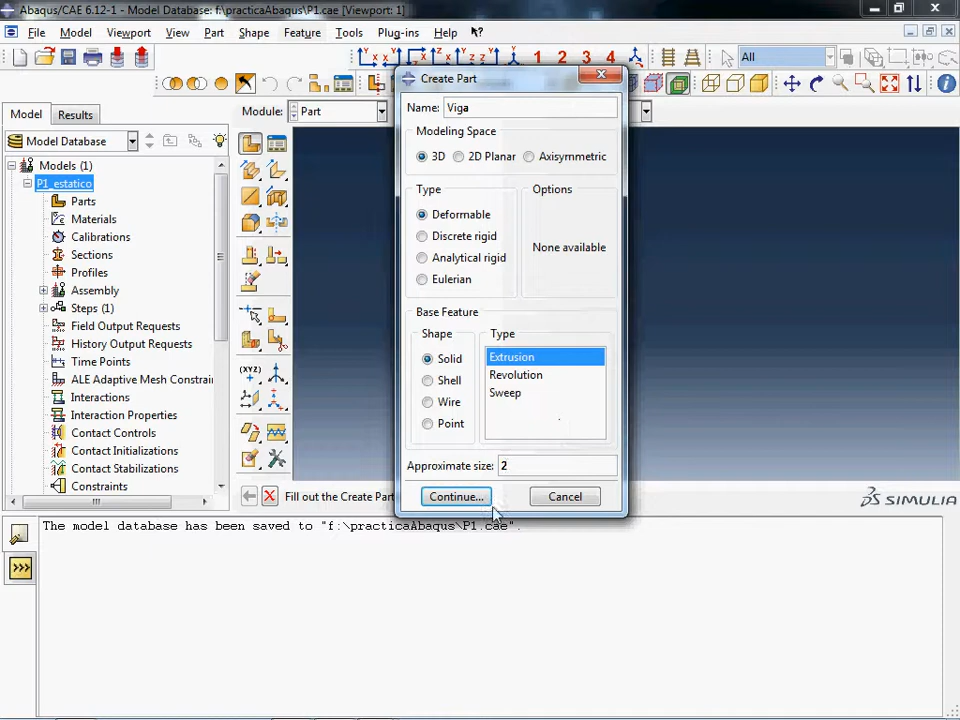 Abaqus/CAE 6.12-1 - Model Database: f:\practicaAbaqus\P1.cae [Viewport: 1]
File Model Viewport View Part Shape Feature Tools Plug-ins Help
1 2 3 4 All
Model Results
Module: Part
Model Database
Models (1)
P1_estatico
Parts
Materials
Calibrations
Sections
Profiles
Assembly
Steps (1)
Field Output Requests
History Output Requests
Time Points
ALE Adaptive Mesh Constrai
Interactions
Interaction Properties
Contact Controls
Contact Initializations
Contact Stabilizations
Constraints
(XYZ)
Create Part
Name: Viga
Modeling Space
3D 2D Planar Axisymmetric
Type
Deformable
Discrete rigid
Analytical rigid
Eulerian
Options
None available
Base Feature
Shape
Solid
Shell
Wire
Point
Type
Extrusion
Revolution
Sweep
Approximate size: 2
Continue... Cancel
Fill out the Create Part
SIMULIA
The model database has been saved to "f:\practicaAbaqus\P1.cae".
>>>